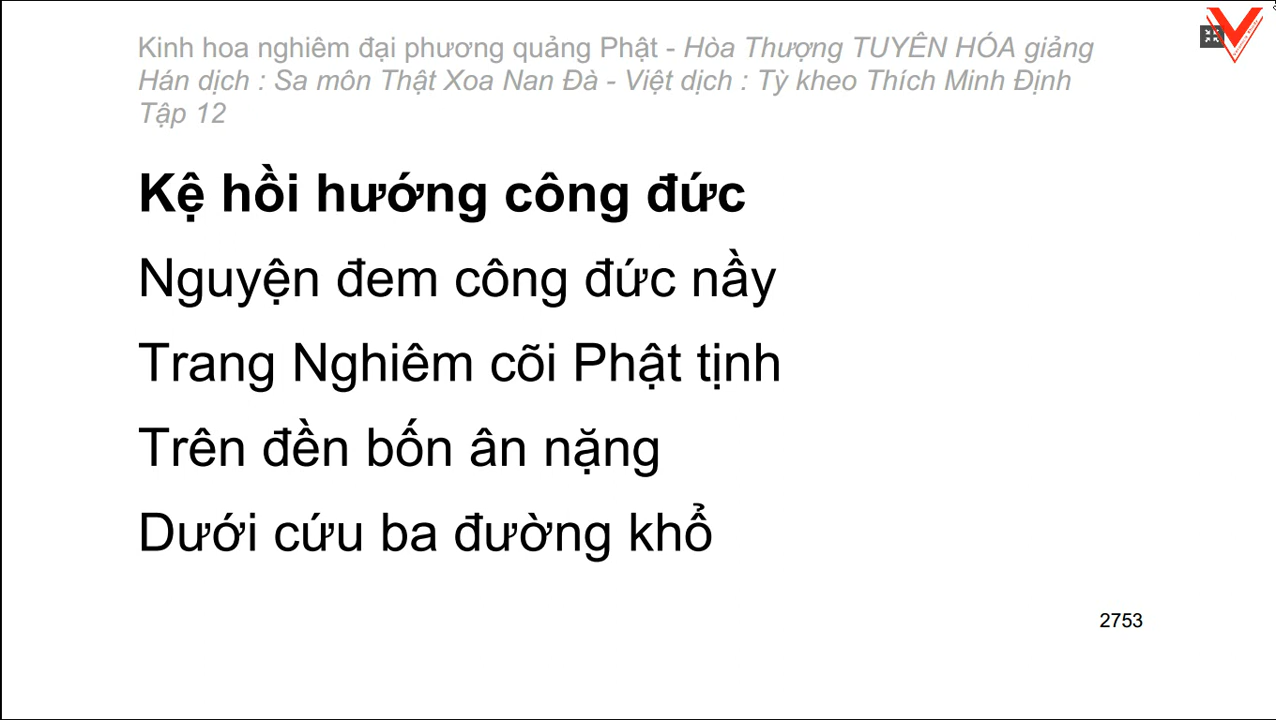 Kinh hoa nghiêm đại phương quảng Phật - Hòa Thượng TUYÊN HÓA giảng
Hán dịch : Sa môn Thật Xoa Nan Đà - Việt dịch : Tỳ kheo Thích Minh Định
Tập 12
Kệ hồi hướng công đức
Nguyện đem công đức nầy
Trang Nghiêm cõi Phật tịnh
Trên đền bốn ân nặng
Dưới cứu ba đường khổ
2753